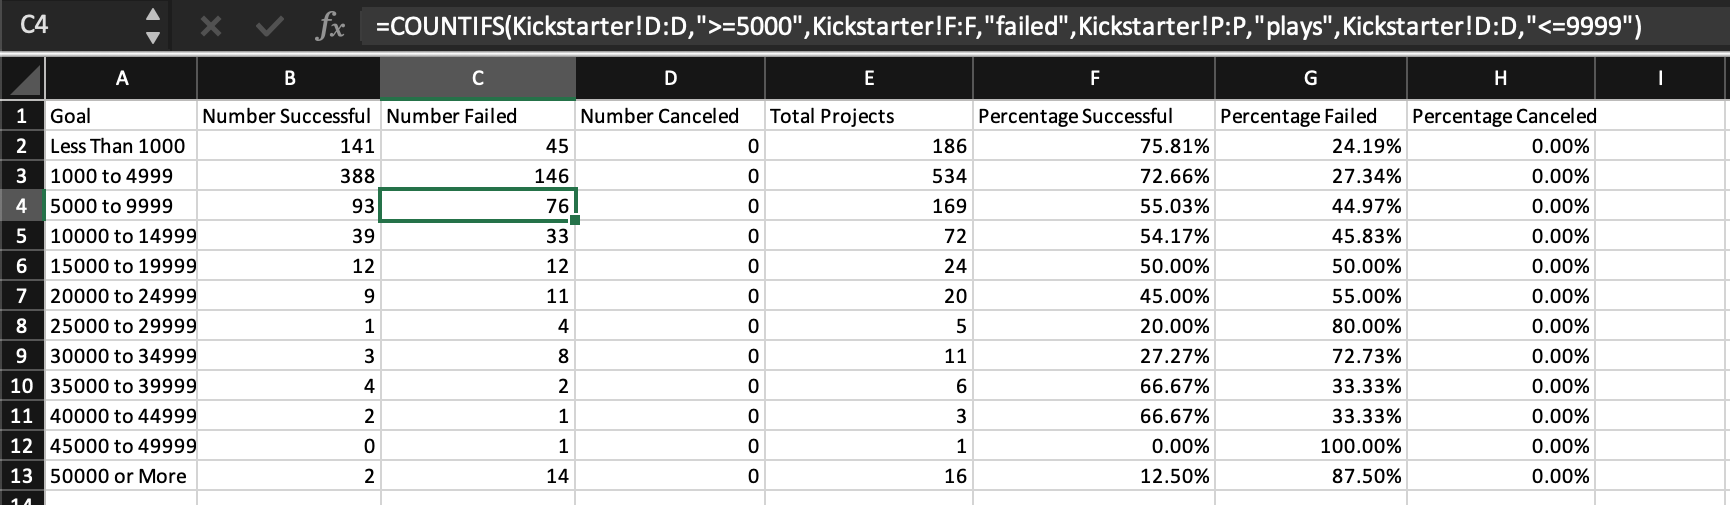 C4 fx =COUNTIFS(Kickstarter!D:D,">=5000",Kickstarter!F:F,"failed",Kickstarter!P:P,"plays",Kickstarter!D:D,"<=9999")
A B C D E F G H I
1 Goal Number Successful Number Failed Number Canceled Total Projects Percentage Successful Percentage Failed Percentage Canceled
2 Less Than 1000 141 45 0 186 75.81% 24.19% 0.00%
3 1000 to 4999 388 146 0 534 72.66% 27.34% 0.00%
4 5000 to 9999 93 76 0 169 55.03% 44.97% 0.00%
5 10000 to 14999 39 33 0 72 54.17% 45.83% 0.00%
6 15000 to 19999 12 12 0 24 50.00% 50.00% 0.00%
7 20000 to 24999 9 11 0 20 45.00% 55.00% 0.00%
8 25000 to 29999 1 4 0 5 20.00% 80.00% 0.00%
9 30000 to 34999 3 8 0 11 27.27% 72.73% 0.00%
10 35000 to 39999 4 2 0 6 66.67% 33.33% 0.00%
11 40000 to 44999 2 1 0 3 66.67% 33.33% 0.00%
12 45000 to 49999 0 1 0 1 0.00% 100.00% 0.00%
13 50000 or More 2 14 0 16 12.50% 87.50% 0.00%
14